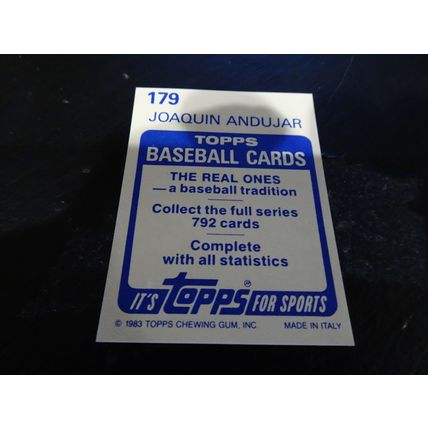 179
JOAQUIN ANDUJAR
TOPPS
BASEBALL CARDS
THE REAL ONES
— a baseball tradition
Collect the full series
792 cards
Complete
with all statistics
IT'S topps® FOR SPORTS
© 1983 TOPPS CHEWING GUM, INC. MADE IN ITALY